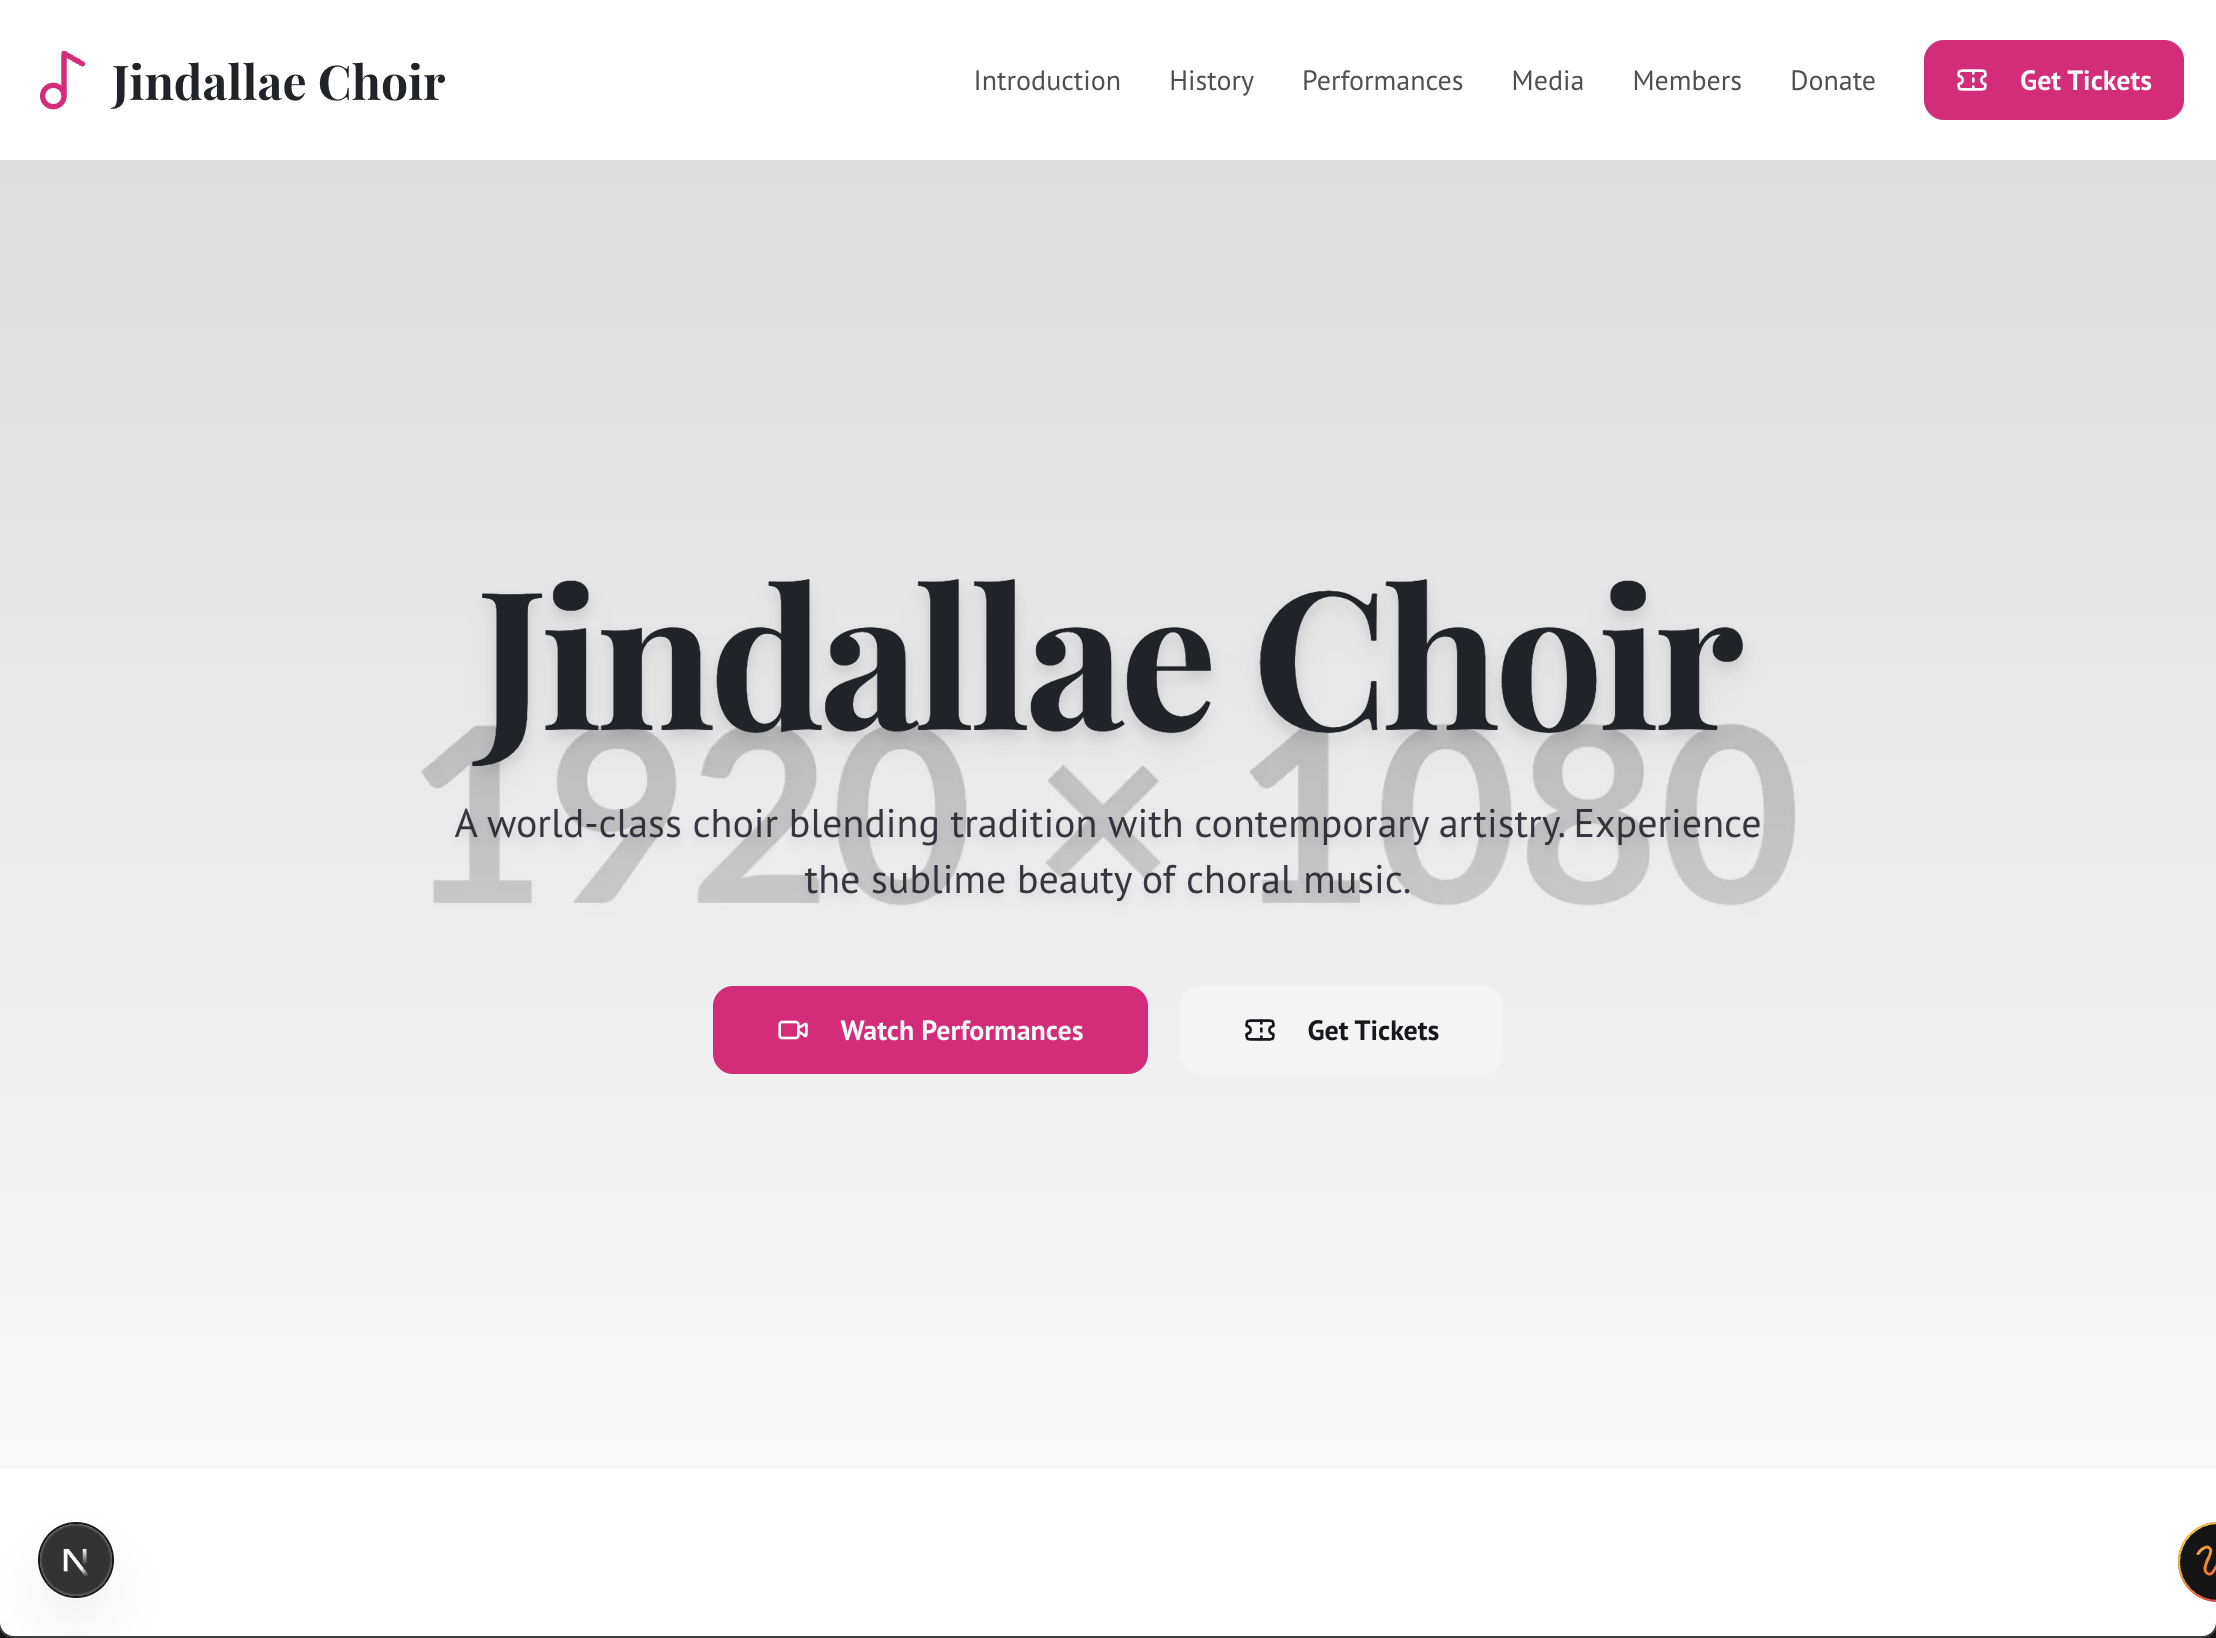 Jindallae Choir
Introduction
History
Performances
Media
Members
Donate
Get Tickets
Jindallae Choir
1920 × 1080
A world-class choir blending tradition with contemporary artistry. Experience
the sublime beauty of choral music.
Watch Performances
Get Tickets
N